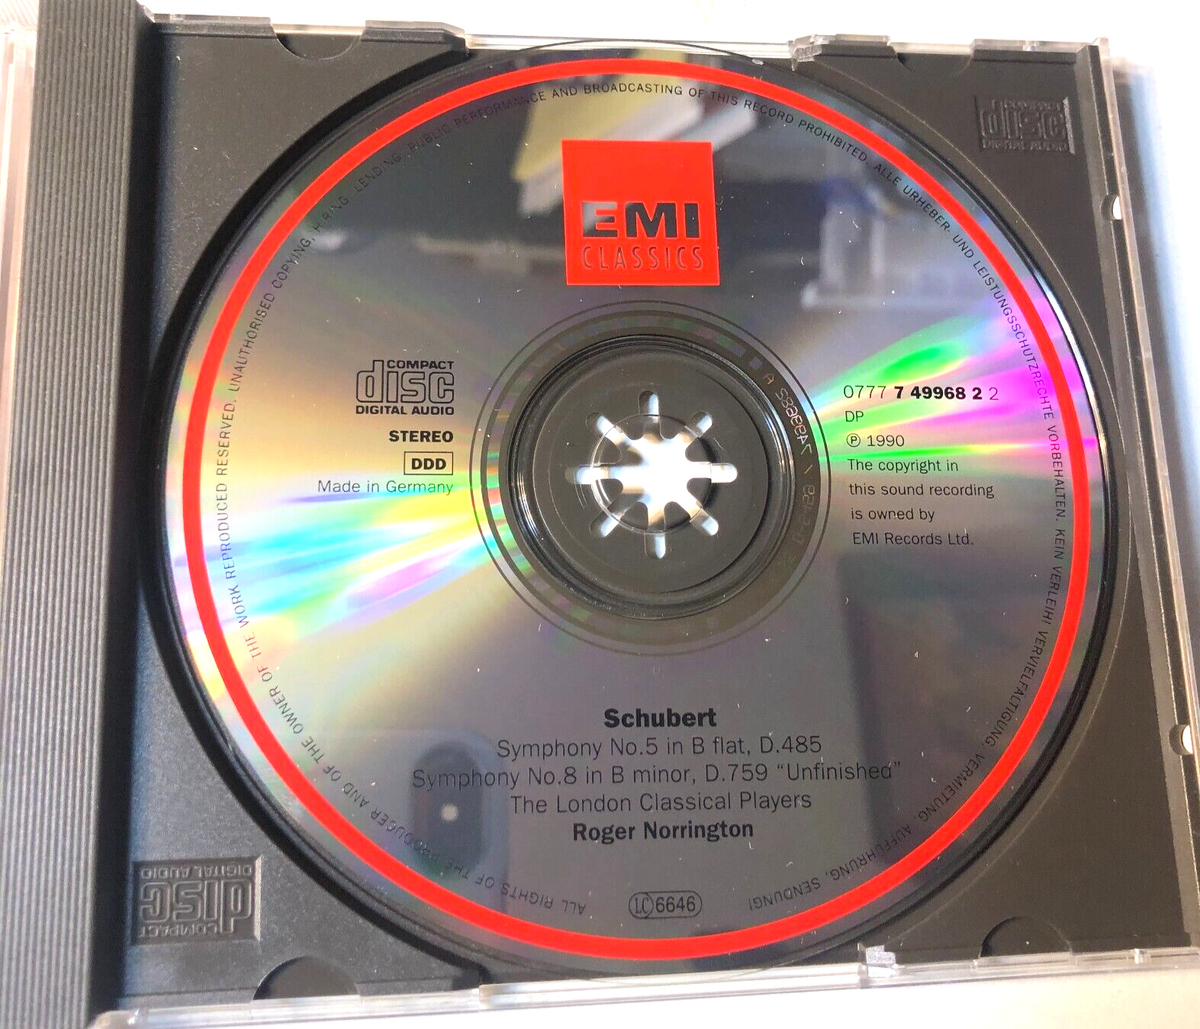 EMI
CLASSICS
COMPACT
disc
DIGITAL AUDIO
STEREO
DDD
Made in Germany
0777 7 49968 2 2
DP
℗ 1990
The copyright in
this sound recording
is owned by
EMI Records Ltd.
Schubert
Symphony No.5 in B flat, D.485
Symphony No.8 in B minor, D.759 “Unfinished”
The London Classical Players
Roger Norrington
LC 6646
ALL RIGHTS OF THE PRODUCER AND OF THE OWNER OF THE WORK REPRODUCED RESERVED. UNAUTHORISED COPYING, HIRING, LENDING, PUBLIC PERFORMANCE AND BROADCASTING OF THIS RECORD PROHIBITED. ALLE URHEBER- UND LEISTUNGSSCHUTZRECHTE VORBEHALTEN. KEIN VERLEIH! VERVIELFÄLTIGUNG, VERMIETUNG, AUFFÜHRUNG, SENDUNG!
COMPACT
disc
DIGITAL AUDIO
COMPACT
disc
DIGITAL AUDIO